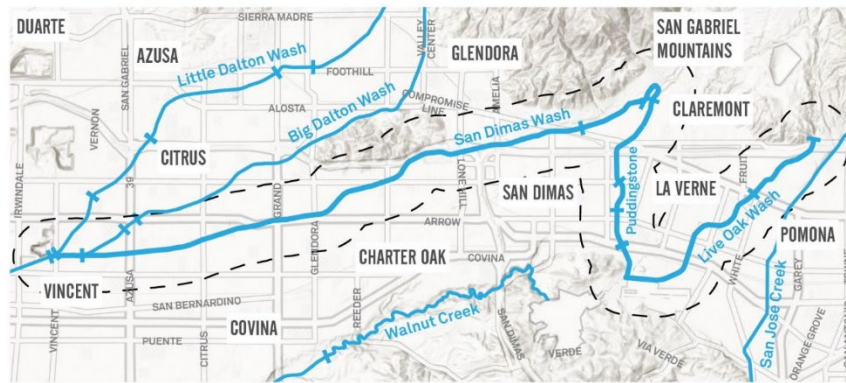 SIERRA MADRE
DUARTE
AZUSA
SAN GABRIEL
Little Dalton Wash
VALLEY
CENTER
GLENDORA
SAN GABRIEL
MOUNTAINS
FOOTHILL
VERNON
ALOSTA
Big Dalton Wash
COMPROMISE
LINE
AMELIA
San Dimas Wash
CLAREMONT
CITRUS
IRWINDALE
39
GRAND
LONE HILL
SAN DIMAS
Puddingstone
LA VERNE
FRUIT
Live Oak Wash
POMONA
ARROW
GLENDORA
CHARTER OAK
COVINA
WHITE
GAREY
VINCENT
AZUSA
SAN BERNARDINO
REEDER
Walnut Creek
San Jose Creek
VINCENT
COVINA
PUENTE
CITRUS
SAN DIMAS
VERDE
VIA VERDE
ORANGE GROVE